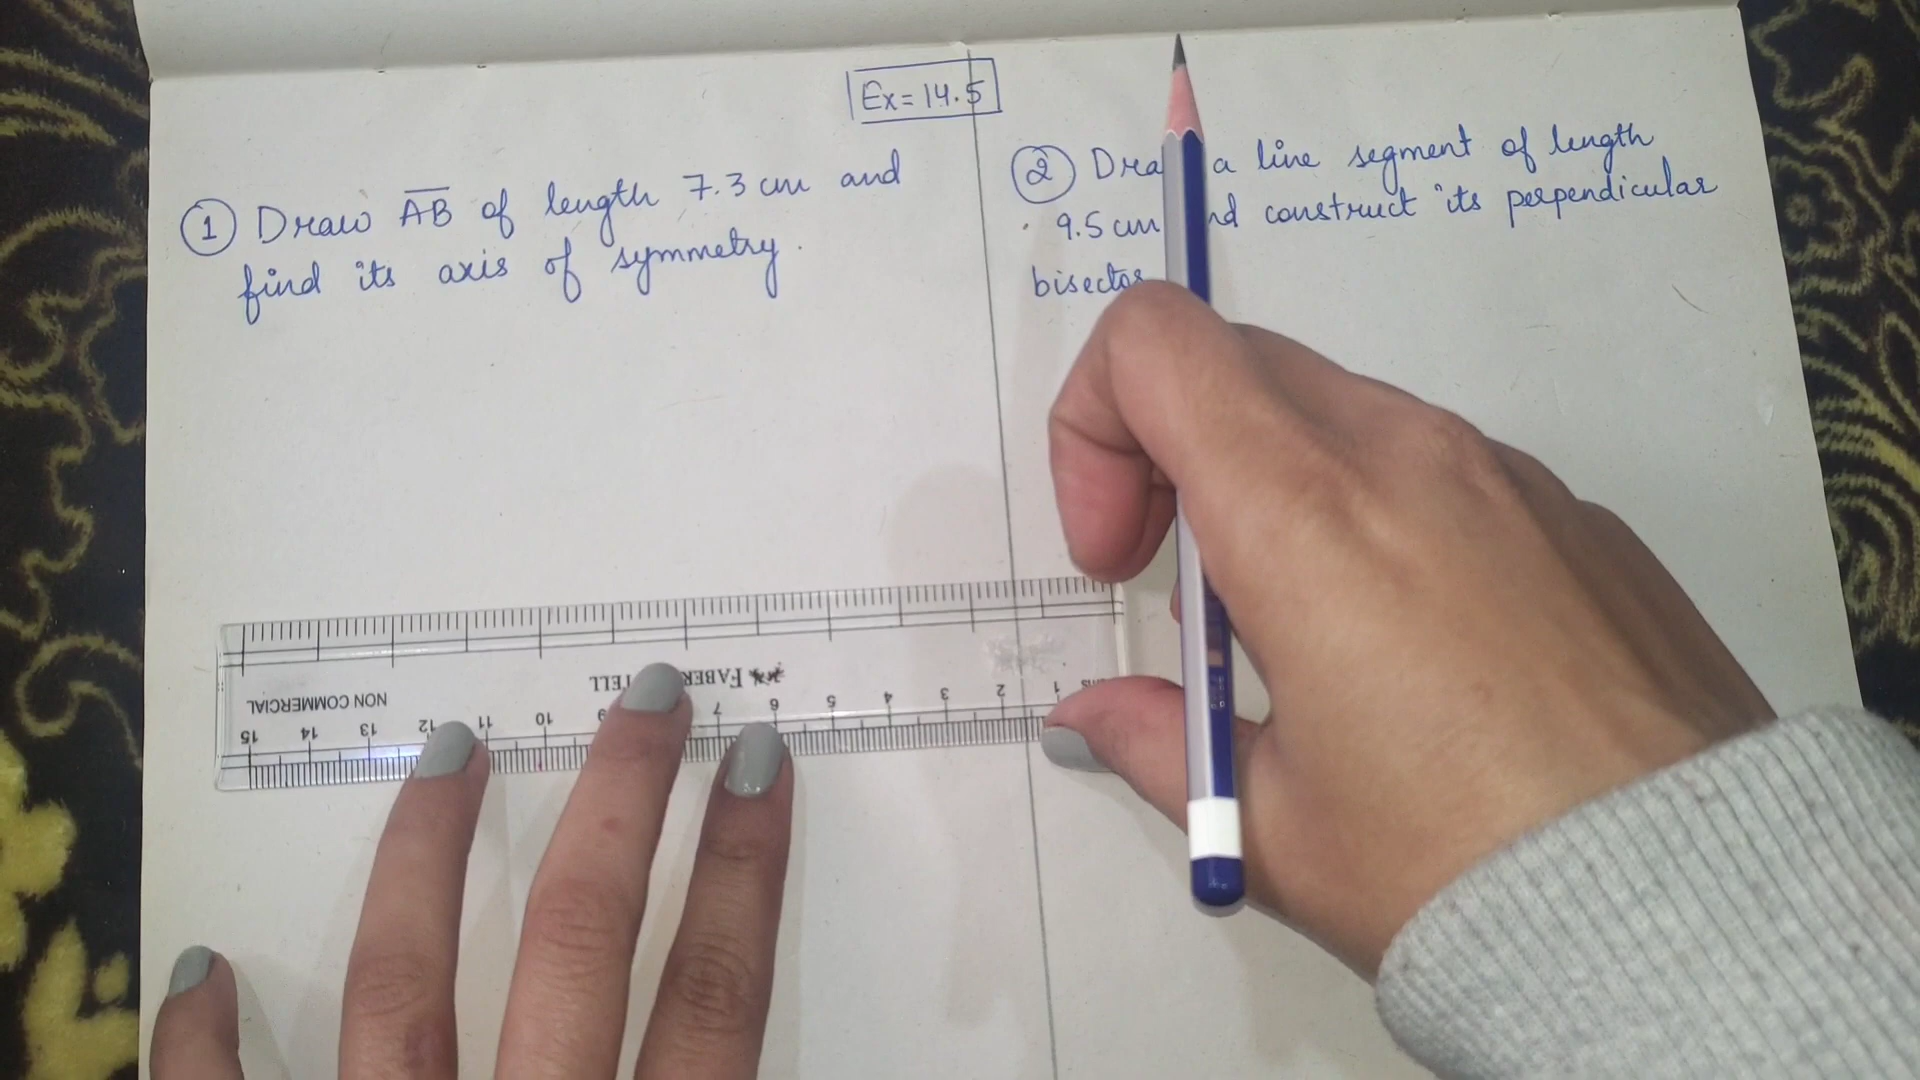 Ex = 14.5
① Draw AB of length 7.3 cm and
find its axis of symmetry.
② Dra a line segment of length
9.5 cm nd construct its perpendicular
bisector
FABER TELL
NON COMMERCIAL
15 14 13 12 11 10 9 7 6 5 4 3 2 1 cms